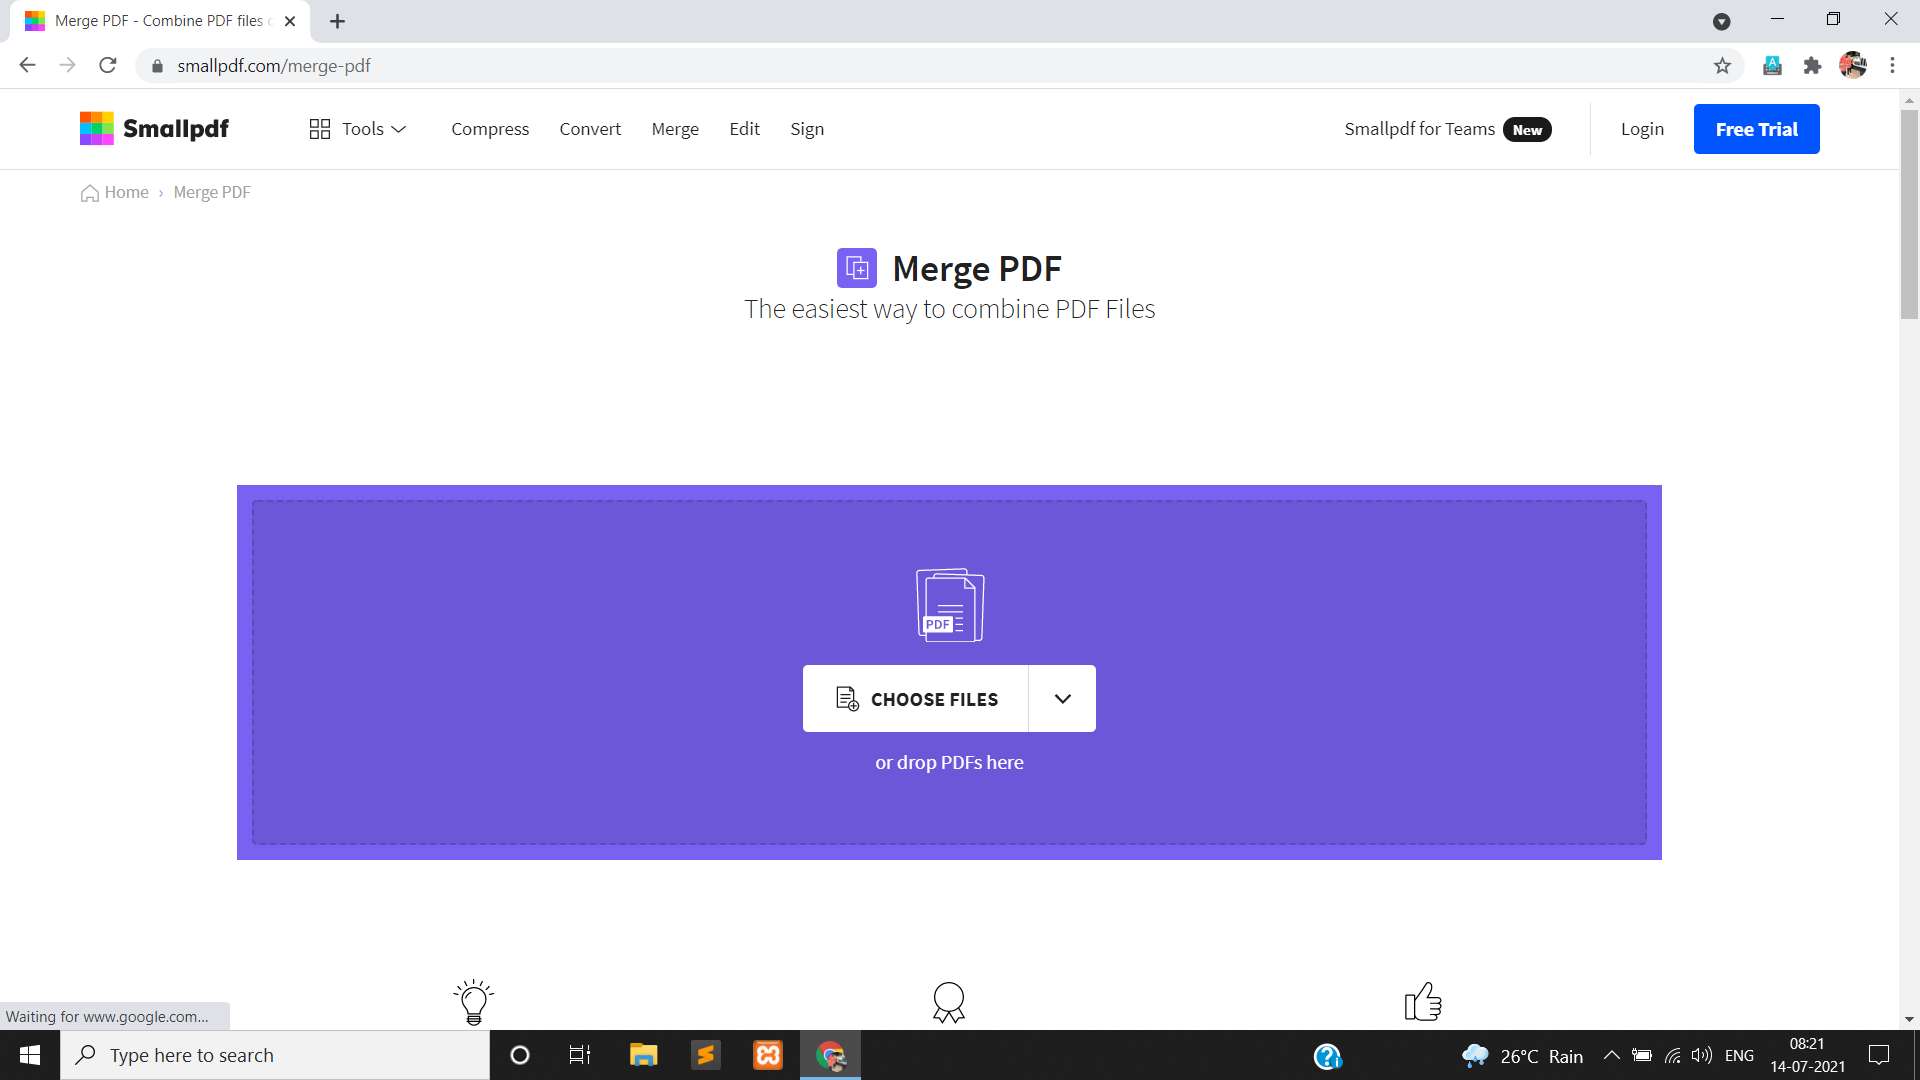 Merge PDF - Combine PDF files
smallpdf.com/merge-pdf
Smallpdf
Tools
Compress
Convert
Merge
Edit
Sign
Smallpdf for Teams New
Login
Free Trial
Home › Merge PDF
Merge PDF
The easiest way to combine PDF Files
PDF
CHOOSE FILES
or drop PDFs here
Waiting for www.google.com...
Type here to search
26°C Rain
ENG
08:21
14-07-2021